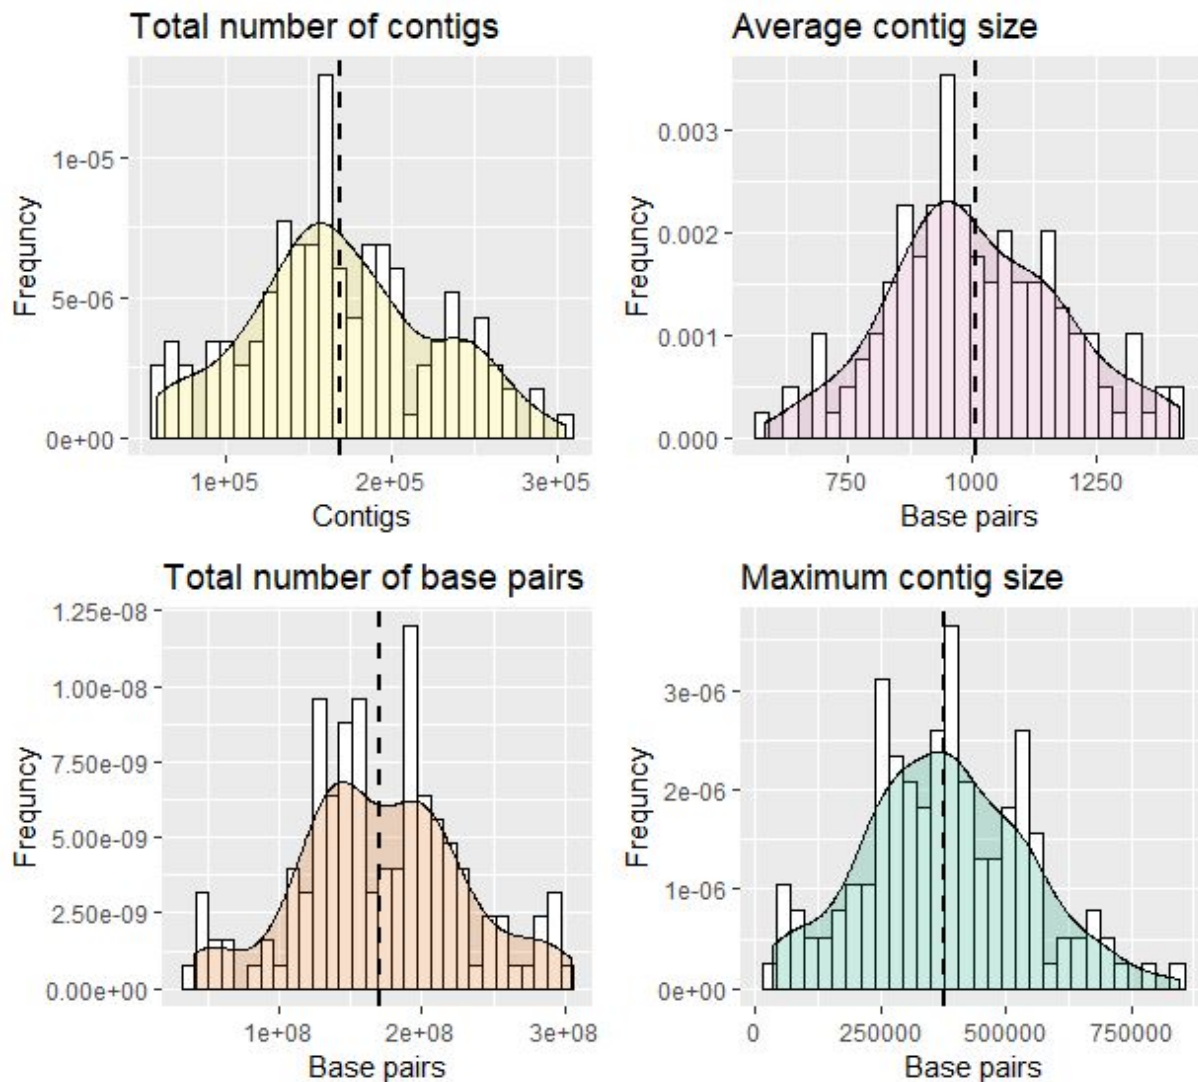 Total number of contigs
Frequncy
1e-05
5e-06
0e+00
1e+05 2e+05 3e+05
Contigs
Average contig size
Frequncy
0.003
0.002
0.001
0.000
750 1000 1250
Base pairs
Total number of base pairs
Frequncy
1.25e-08
1.00e-08
7.50e-09
5.00e-09
2.50e-09
0.00e+00
1e+08 2e+08 3e+08
Base pairs
Maximum contig size
Frequncy
3e-06
2e-06
1e-06
0e+00
0 250000 500000 750000
Base pairs